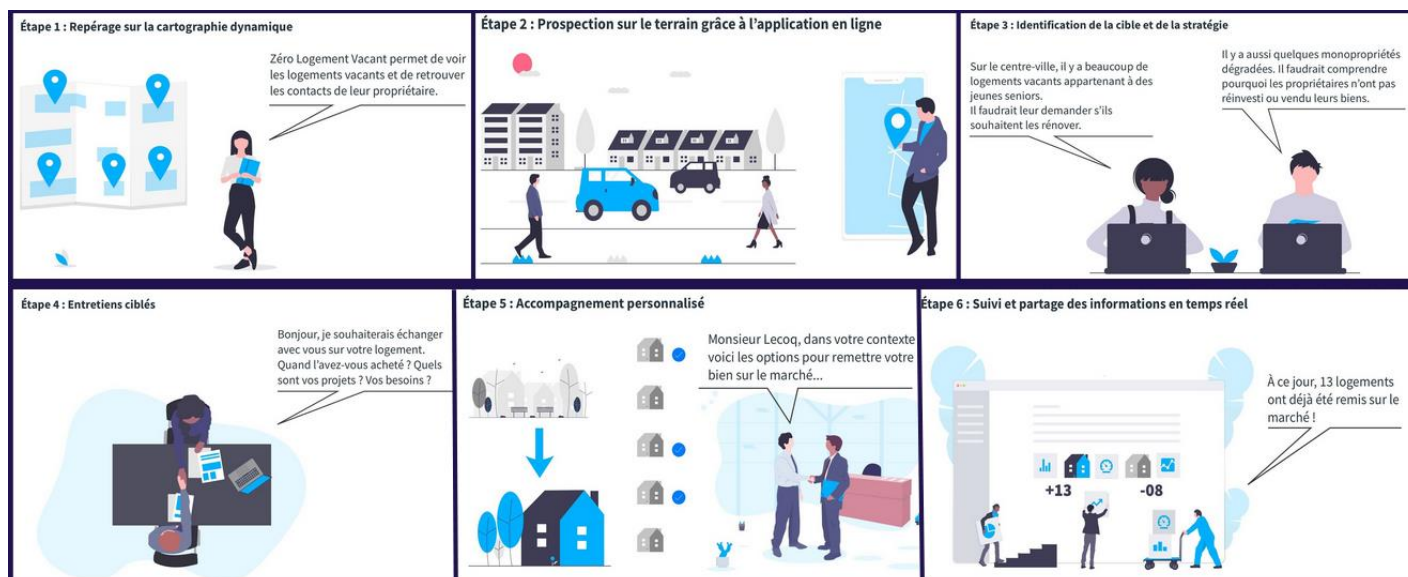 Étape 1 : Repérage sur la cartographie dynamique
Zéro Logement Vacant permet de voir
les logements vacants et de retrouver
les contacts de leur propriétaire.
Étape 2 : Prospection sur le terrain grâce à l'application en ligne
Étape 3 : Identification de la cible et de la stratégie
Sur le centre-ville, il y a beaucoup de
logements vacants appartenant à des
jeunes seniors.
Il faudrait leur demander s'ils
souhaitent les rénover.
Il y a aussi quelques monopropriétés
dégradées. Il faudrait comprendre
pourquoi les propriétaires n'ont pas
réinvesti ou vendu leurs biens.
Étape 4 : Entretiens ciblés
Bonjour, je souhaiterais échanger
avec vous sur votre logement.
Quand l'avez-vous acheté ? Quels
sont vos projets ? Vos besoins ?
Étape 5 : Accompagnement personnalisé
Monsieur Lecoq, dans votre contexte
voici les options pour remettre votre
bien sur le marché...
Étape 6 : Suivi et partage des informations en temps réel
À ce jour, 13 logements
ont déjà été remis sur le
marché !
+13
-08